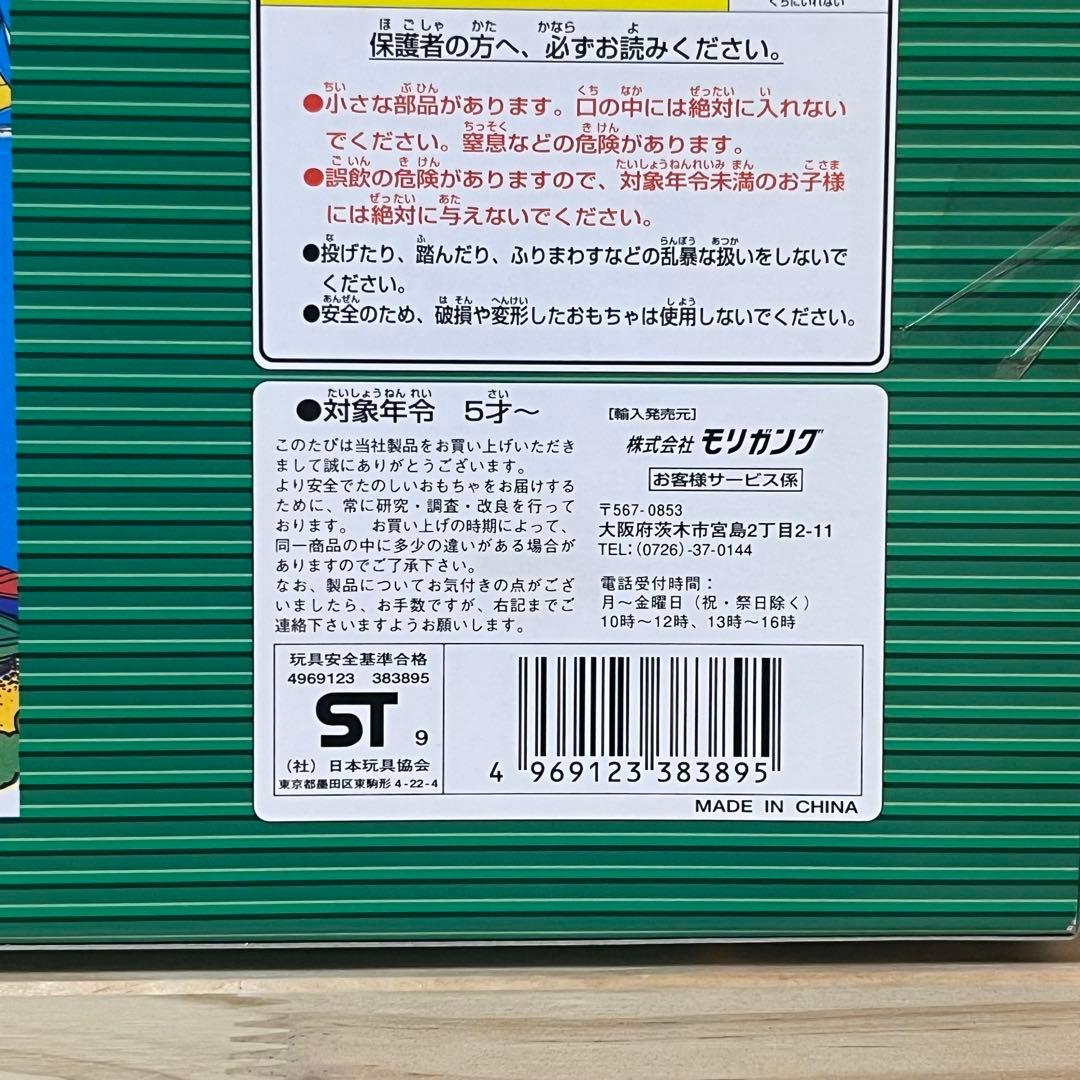 くちにいれない
保護者の方へ、必ずお読みください。
●小さな部品があります。口の中には絶対に入れない
でください。窒息などの危険があります。
●誤飲の危険がありますので、対象年令未満のお子様
には絶対に与えないでください。
●投げたり、踏んだり、ふりまわすなどの乱暴な扱いをしないで
ください。
●安全のため、破損や変形したおもちゃは使用しないでください。
●対象年令 5才〜
このたびは当社製品をお買い上げいただき
まして誠にありがとうございます。
より安全でたのしいおもちゃをお届けする
ために、常に研究・調査・改良を行って
おります。 お買い上げの時期によって、
同一商品の中に多少の違いがある場合が
ありますのでご了承下さい。
なお、製品についてお気付きの点がござ
いましたら、お手数ですが、右記までご
連絡下さいますようお願いします。
[輸入発売元]
株式会社 モリガング
お客様サービス係
〒567-0853
大阪府茨木市宮島2丁目2-11
TEL:(0726)-37-0144
電話受付時間：
月〜金曜日（祝・祭日除く）
10時〜12時、13時〜16時
玩具安全基準合格
4969123 383895
ST 9
（社）日本玩具協会
東京都墨田区東駒形4-22-4
4 969123 383895
MADE IN CHINA